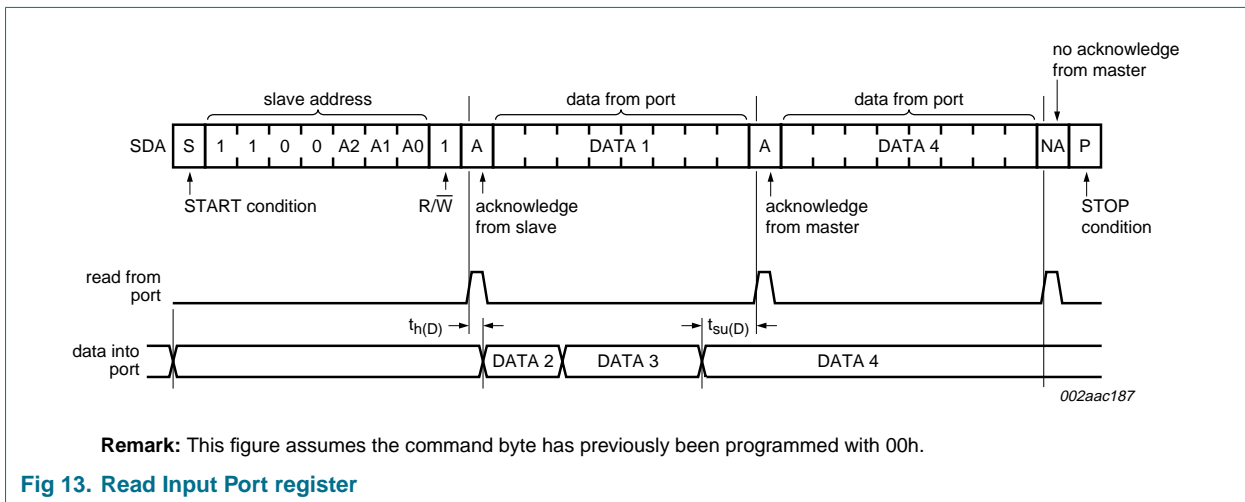 no acknowledge
from master
slave address
data from port
data from port
SDA S 1 1 0 0 A2 A1 A0 1 A DATA 1 A DATA 4 NA P
START condition
R/W̅
acknowledge
from slave
acknowledge
from master
STOP
condition
read from
port
th(D)
tsu(D)
data into
port
DATA 2
DATA 3
DATA 4
002aac187
Remark: This figure assumes the command byte has previously been programmed with 00h.
Fig 13. Read Input Port register